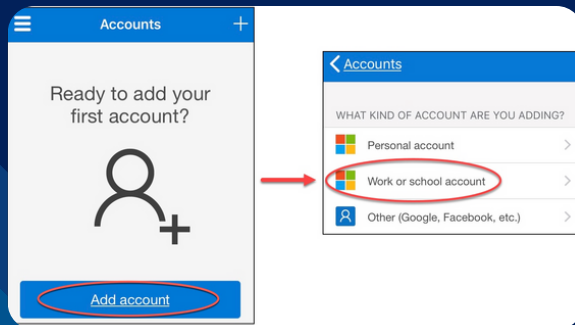 Accounts
Ready to add your
first account?
Add account
Accounts
WHAT KIND OF ACCOUNT ARE YOU ADDING?
Personal account
Work or school account
Other (Google, Facebook, etc.)